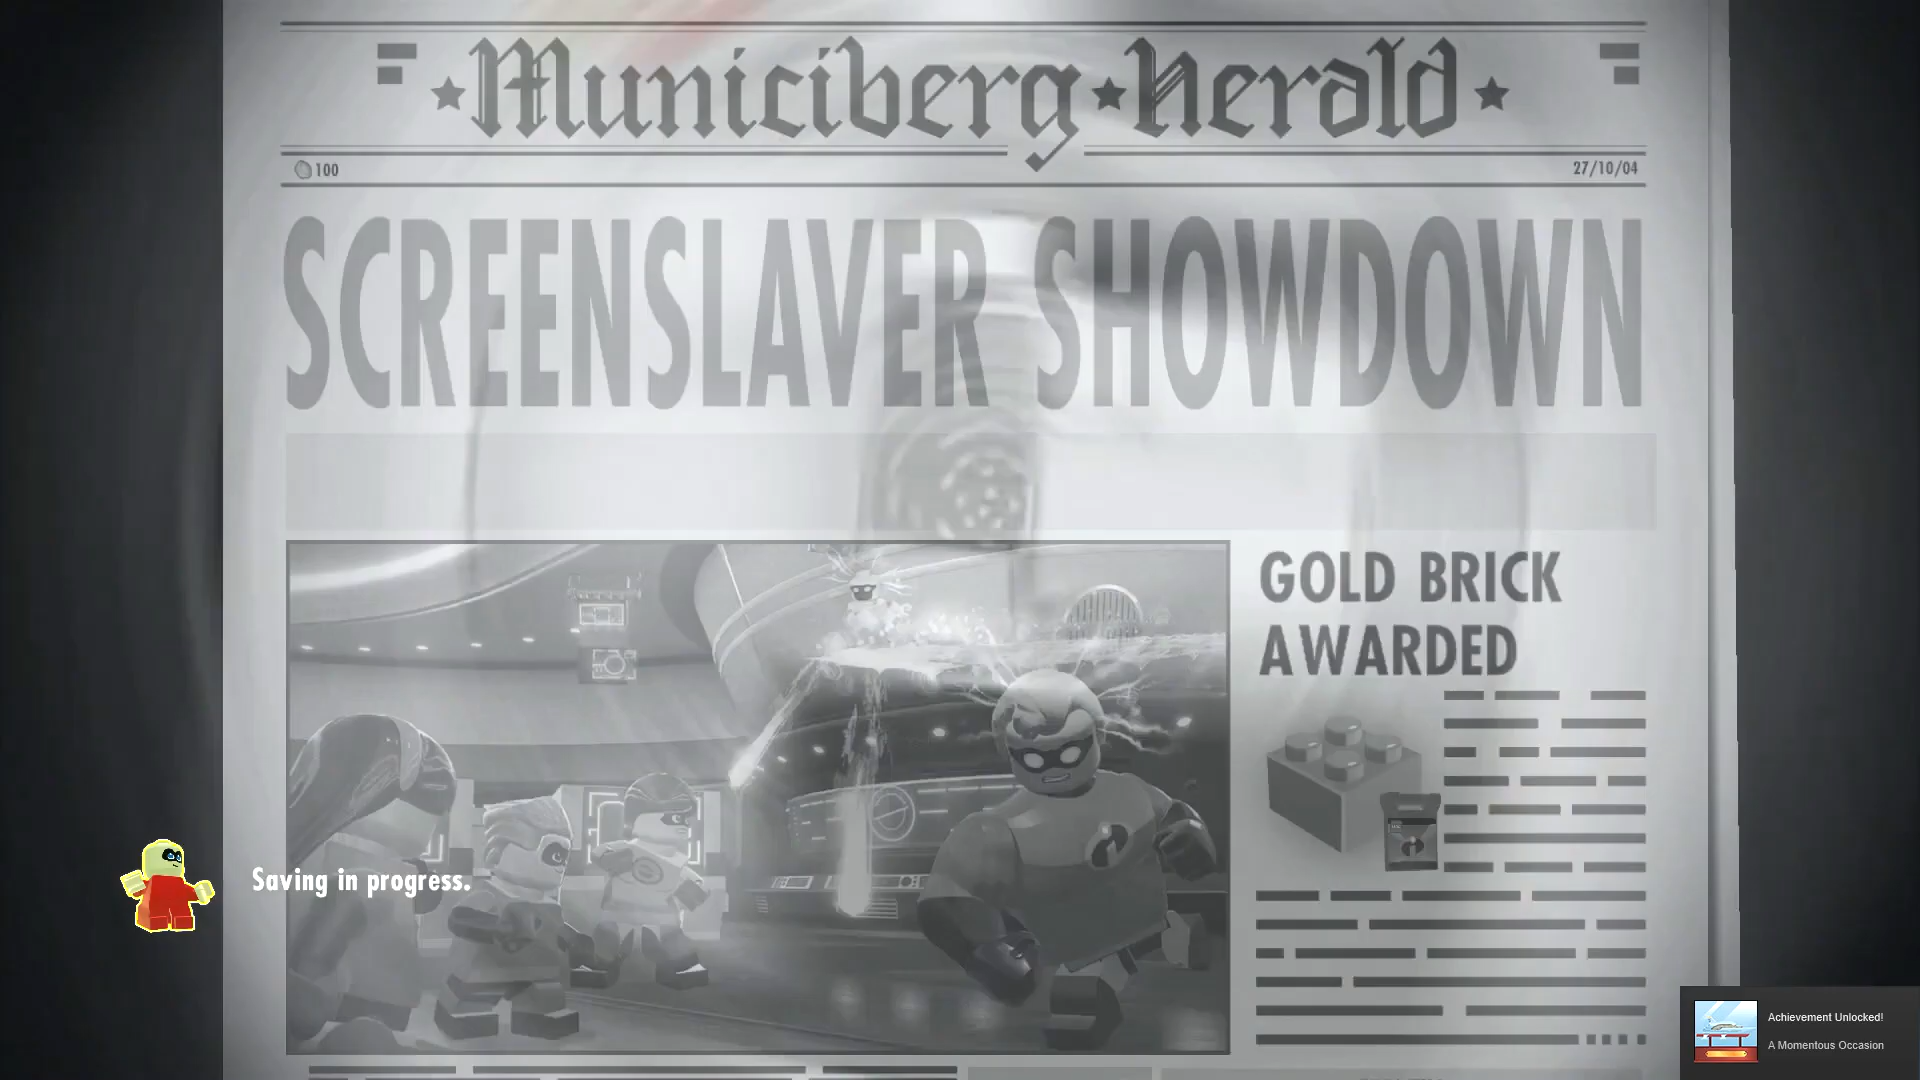 Municiberg Herald
100
27/10/04
SCREENSLAVER SHOWDOWN
GOLD BRICK
AWARDED
Saving in progress.
Achievement Unlocked!
A Momentous Occasion